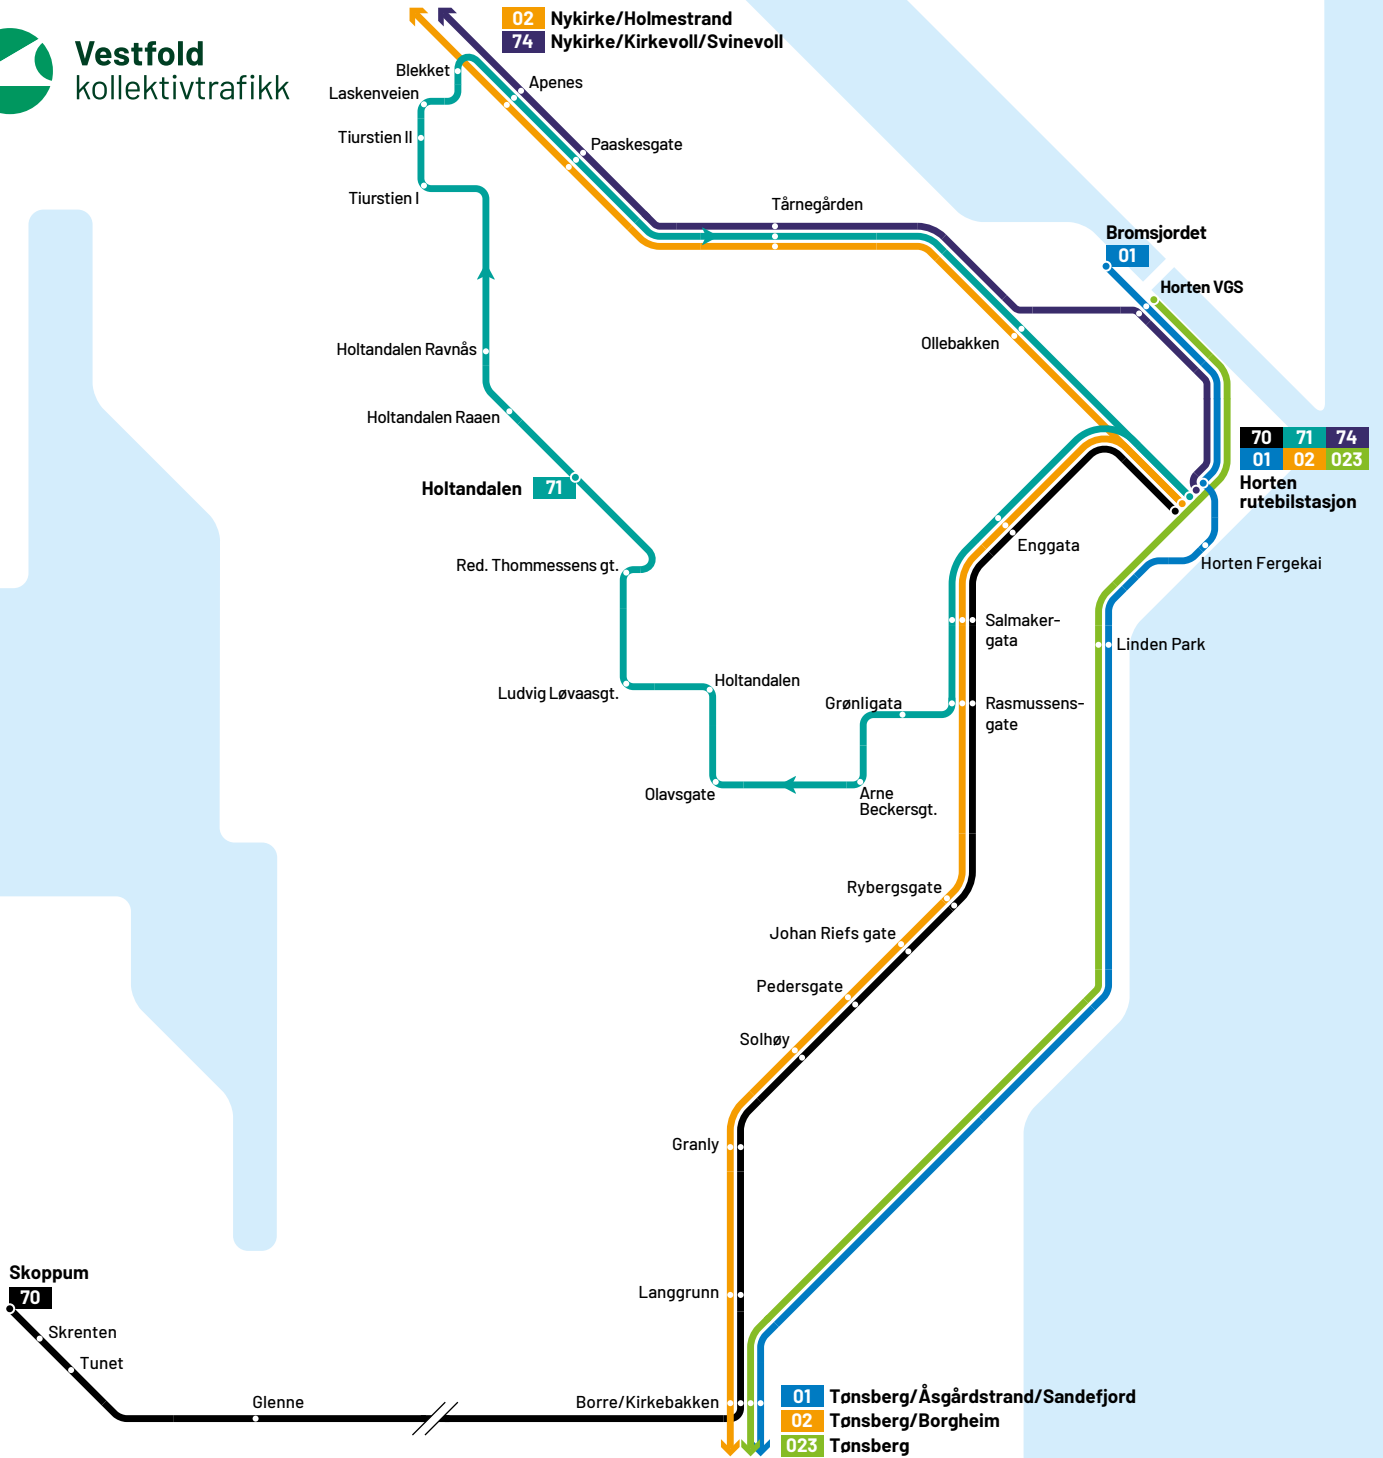 Vestfold
kollektivtrafikk
02 Nykirke/Holmestrand
74 Nykirke/Kirkevoll/Svinevoll
Blekket
Apenes
Laskenveien
Tiurstien II
Paaskesgate
Tiurstien I
Tårnegården
Bromsjordet
01
Horten VGS
Ollebakken
Holtandalen Ravnås
Holtandalen Raaen
70 71 74
01 02 023
Horten
rutebilstasjon
Holtandalen 71
Enggata
Horten Fergekai
Red. Thommessens gt.
Salmaker-
gata
Linden Park
Holtandalen
Ludvig Løvaasgt.
Grønligata
Rasmussens-
gate
Olavsgate
Arne
Beckersgt.
Rybergsgate
Johan Riefs gate
Pedersgate
Solhøy
Granly
Skoppum
70
Langgrunn
Skrenten
Tunet
Glenne
Borre/Kirkebakken
01 Tønsberg/Åsgårdstrand/Sandefjord
02 Tønsberg/Borgheim
023 Tønsberg